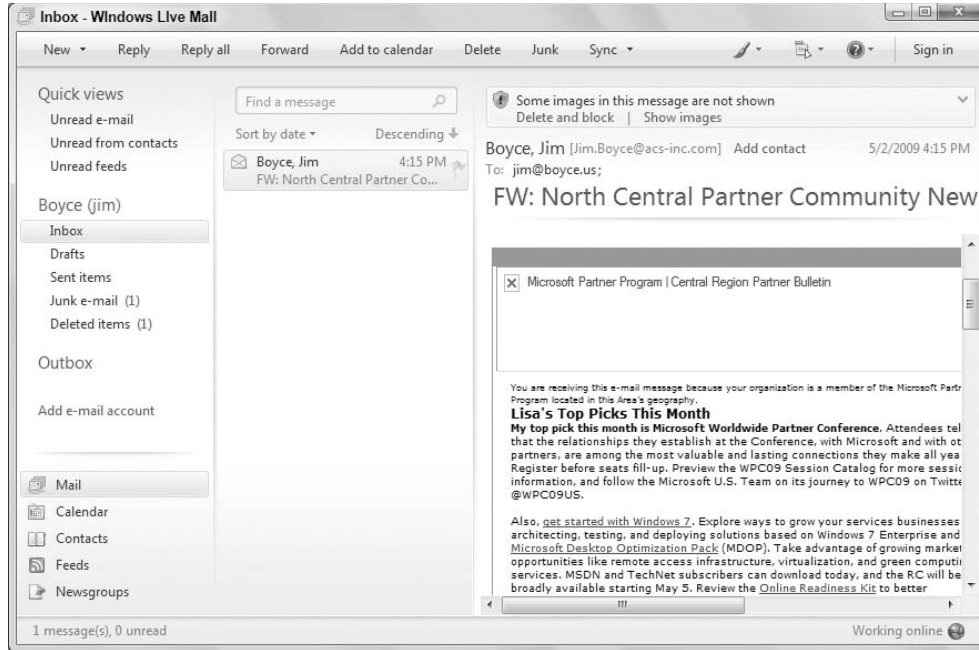 Inbox - Windows Live Mail
New Reply Reply all Forward Add to calendar Delete Junk Sync Sign in
Quick views
Unread e-mail
Unread from contacts
Unread feeds
Boyce (jim)
Inbox
Drafts
Sent items
Junk e-mail (1)
Deleted items (1)
Outbox
Add e-mail account
Mail
Calendar
Contacts
Feeds
Newsgroups
Find a message
Sort by date Descending
Boyce, Jim 4:15 PM
FW: North Central Partner Co...
Some images in this message are not shown
Delete and block | Show images
Boyce, Jim [Jim.Boyce@acs-inc.com] Add contact 5/2/2009 4:15 PM
To: jim@boyce.us;
FW: North Central Partner Community New
Microsoft Partner Program | Central Region Partner Bulletin
You are receiving this e-mail message because your organization is a member of the Microsoft Partr
Program located in this Area's geography.
Lisa's Top Picks This Month
My top pick this month is Microsoft Worldwide Partner Conference. Attendees tel
that the relationships they establish at the Conference, with Microsoft and with ot
partners, are among the most valuable and lasting connections they make all yea
Register before seats fill-up. Preview the WPC09 Session Catalog for more sessic
information, and follow the Microsoft U.S. Team on its journey to WPC09 on Twitte
@WPC09US.
Also, get started with Windows 7. Explore ways to grow your services businesses
architecting, testing, and deploying solutions based on Windows 7 Enterprise and
Microsoft Desktop Optimization Pack (MDOP). Take advantage of growing market
opportunities like remote access infrastructure, virtualization, and green computin
services. MSDN and TechNet subscribers can download today, and the RC will be
broadly available starting May 5. Review the Online Readiness Kit to better
1 message(s), 0 unread
Working online